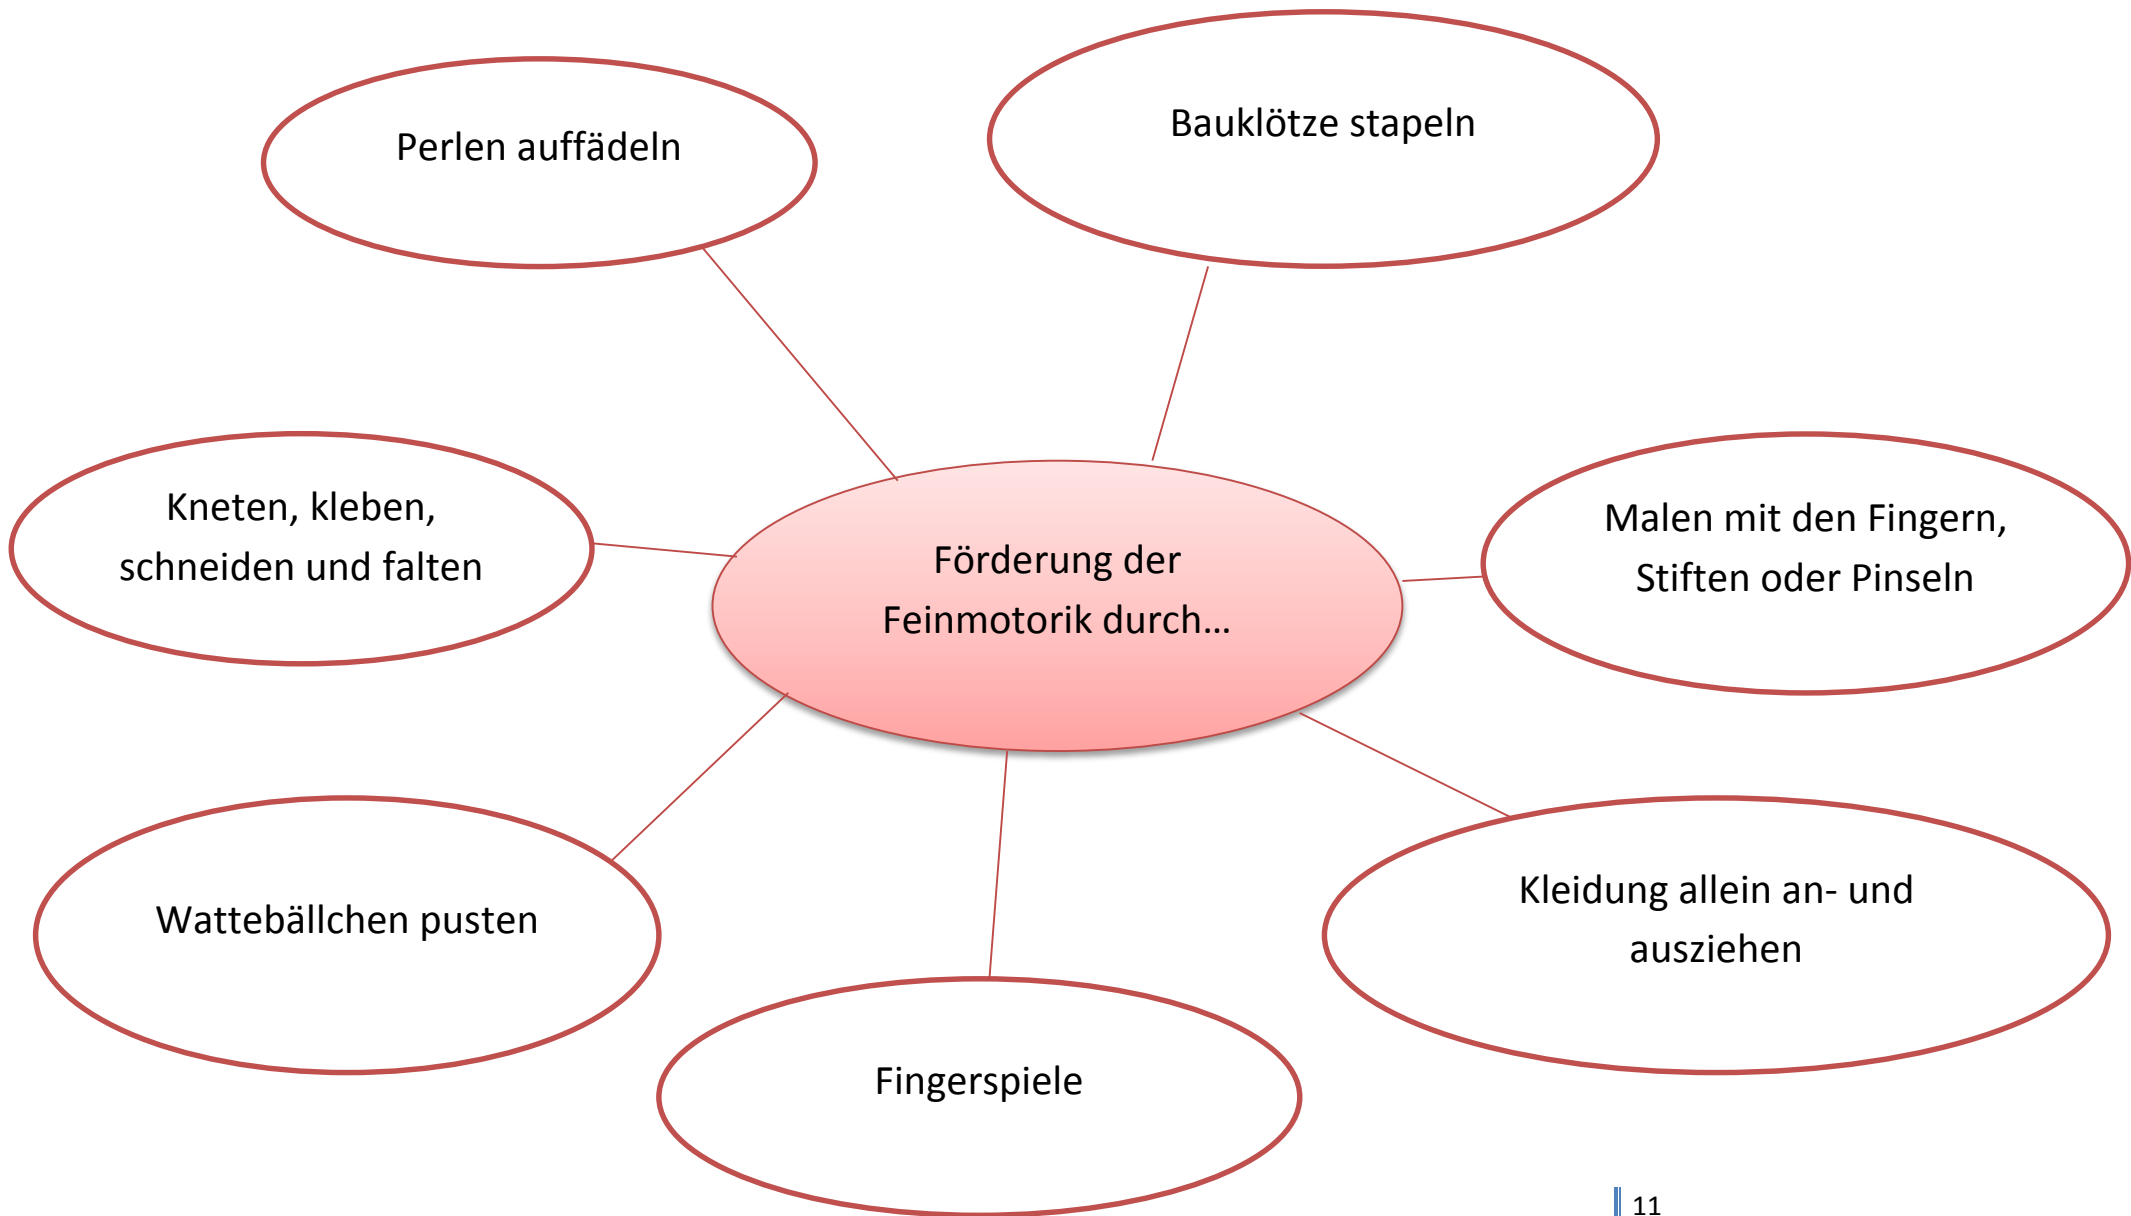 Perlen auffädeln
Bauklötze stapeln
Kneten, kleben,
schneiden und falten
Förderung der
Feinmotorik durch…
Malen mit den Fingern,
Stiften oder Pinseln
Wattebällchen pusten
Kleidung allein an- und
ausziehen
Fingerspiele
11